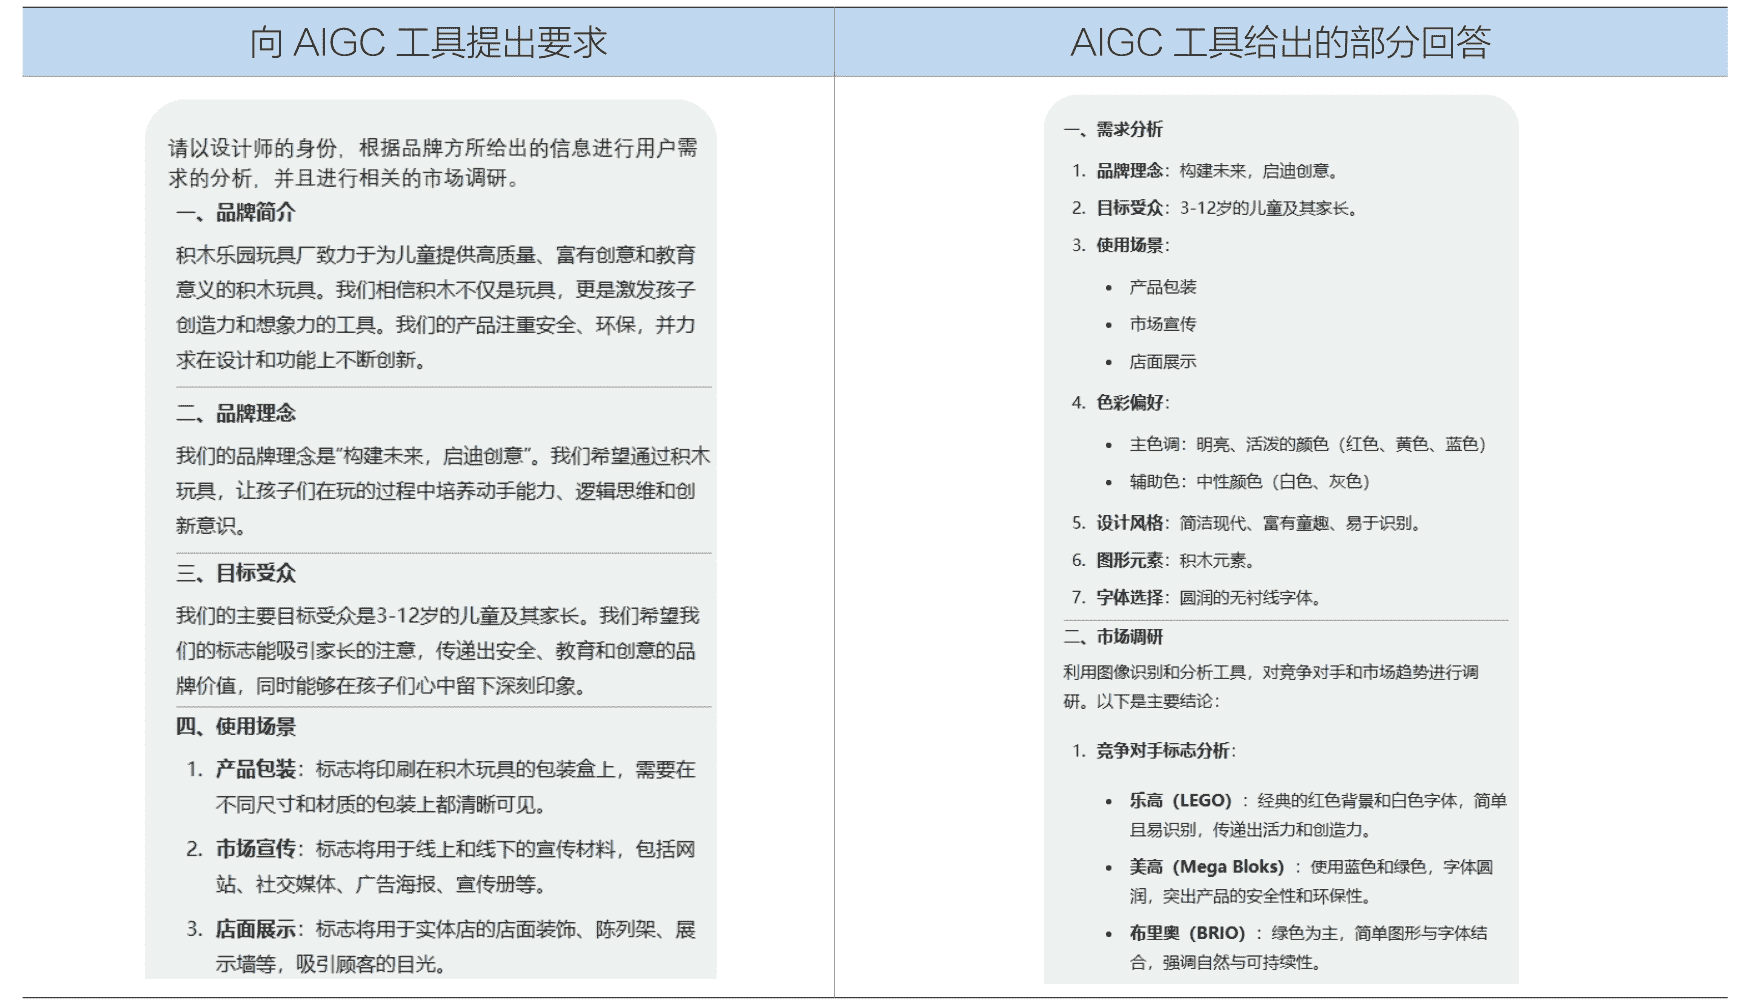 向 AIGC 工具提出要求
请以设计师的身份，根据品牌方所给出的信息进行用户需
求的分析，并且进行相关的市场调研。
一、品牌简介
积木乐园玩具厂致力于为儿童提供高质量、富有创意和教育
意义的积木玩具。我们相信积木不仅是玩具，更是激发孩子
创造力和想象力的工具。我们的产品注重安全、环保，并力
求在设计和功能上不断创新。
二、品牌理念
我们的品牌理念是“构建未来，启迪创意”。我们希望通过积木
玩具，让孩子们在玩的过程中培养动手能力、逻辑思维和创
新意识。
三、目标受众
我们的主要目标受众是3-12岁的儿童及其家长。我们希望我
们的标志能吸引家长的注意，传递出安全、教育和创意的品
牌价值，同时能够在孩子们心中留下深刻印象。
四、使用场景
1. 产品包装：标志将印刷在积木玩具的包装盒上，需要在
不同尺寸和材质的包装上都清晰可见。
2. 市场宣传：标志将用于线上和线下的宣传材料，包括网
站、社交媒体、广告海报、宣传册等。
3. 店面展示：标志将用于实体店的店面装饰、陈列架、展
示墙等，吸引顾客的目光。
AIGC 工具给出的部分回答
一、需求分析
1. 品牌理念：构建未来，启迪创意。
2. 目标受众：3-12岁的儿童及其家长。
3. 使用场景：
• 产品包装
• 市场宣传
• 店面展示
4. 色彩偏好：
• 主色调：明亮、活泼的颜色（红色、黄色、蓝色）
• 辅助色：中性颜色（白色、灰色）
5. 设计风格：简洁现代、富有童趣、易于识别。
6. 图形元素：积木元素。
7. 字体选择：圆润的无衬线字体。
二、市场调研
利用图像识别和分析工具，对竞争对手和市场趋势进行调
研。以下是主要结论：
1. 竞争对手标志分析：
• 乐高（LEGO）：经典的红色背景和白色字体，简单
且易识别，传递出活力和创造力。
• 美高（Mega Bloks）：使用蓝色和绿色，字体圆
润，突出产品的安全性和环保性。
• 布里奥（BRIO）：绿色为主，简单图形与字体结
合，强调自然与可持续性。